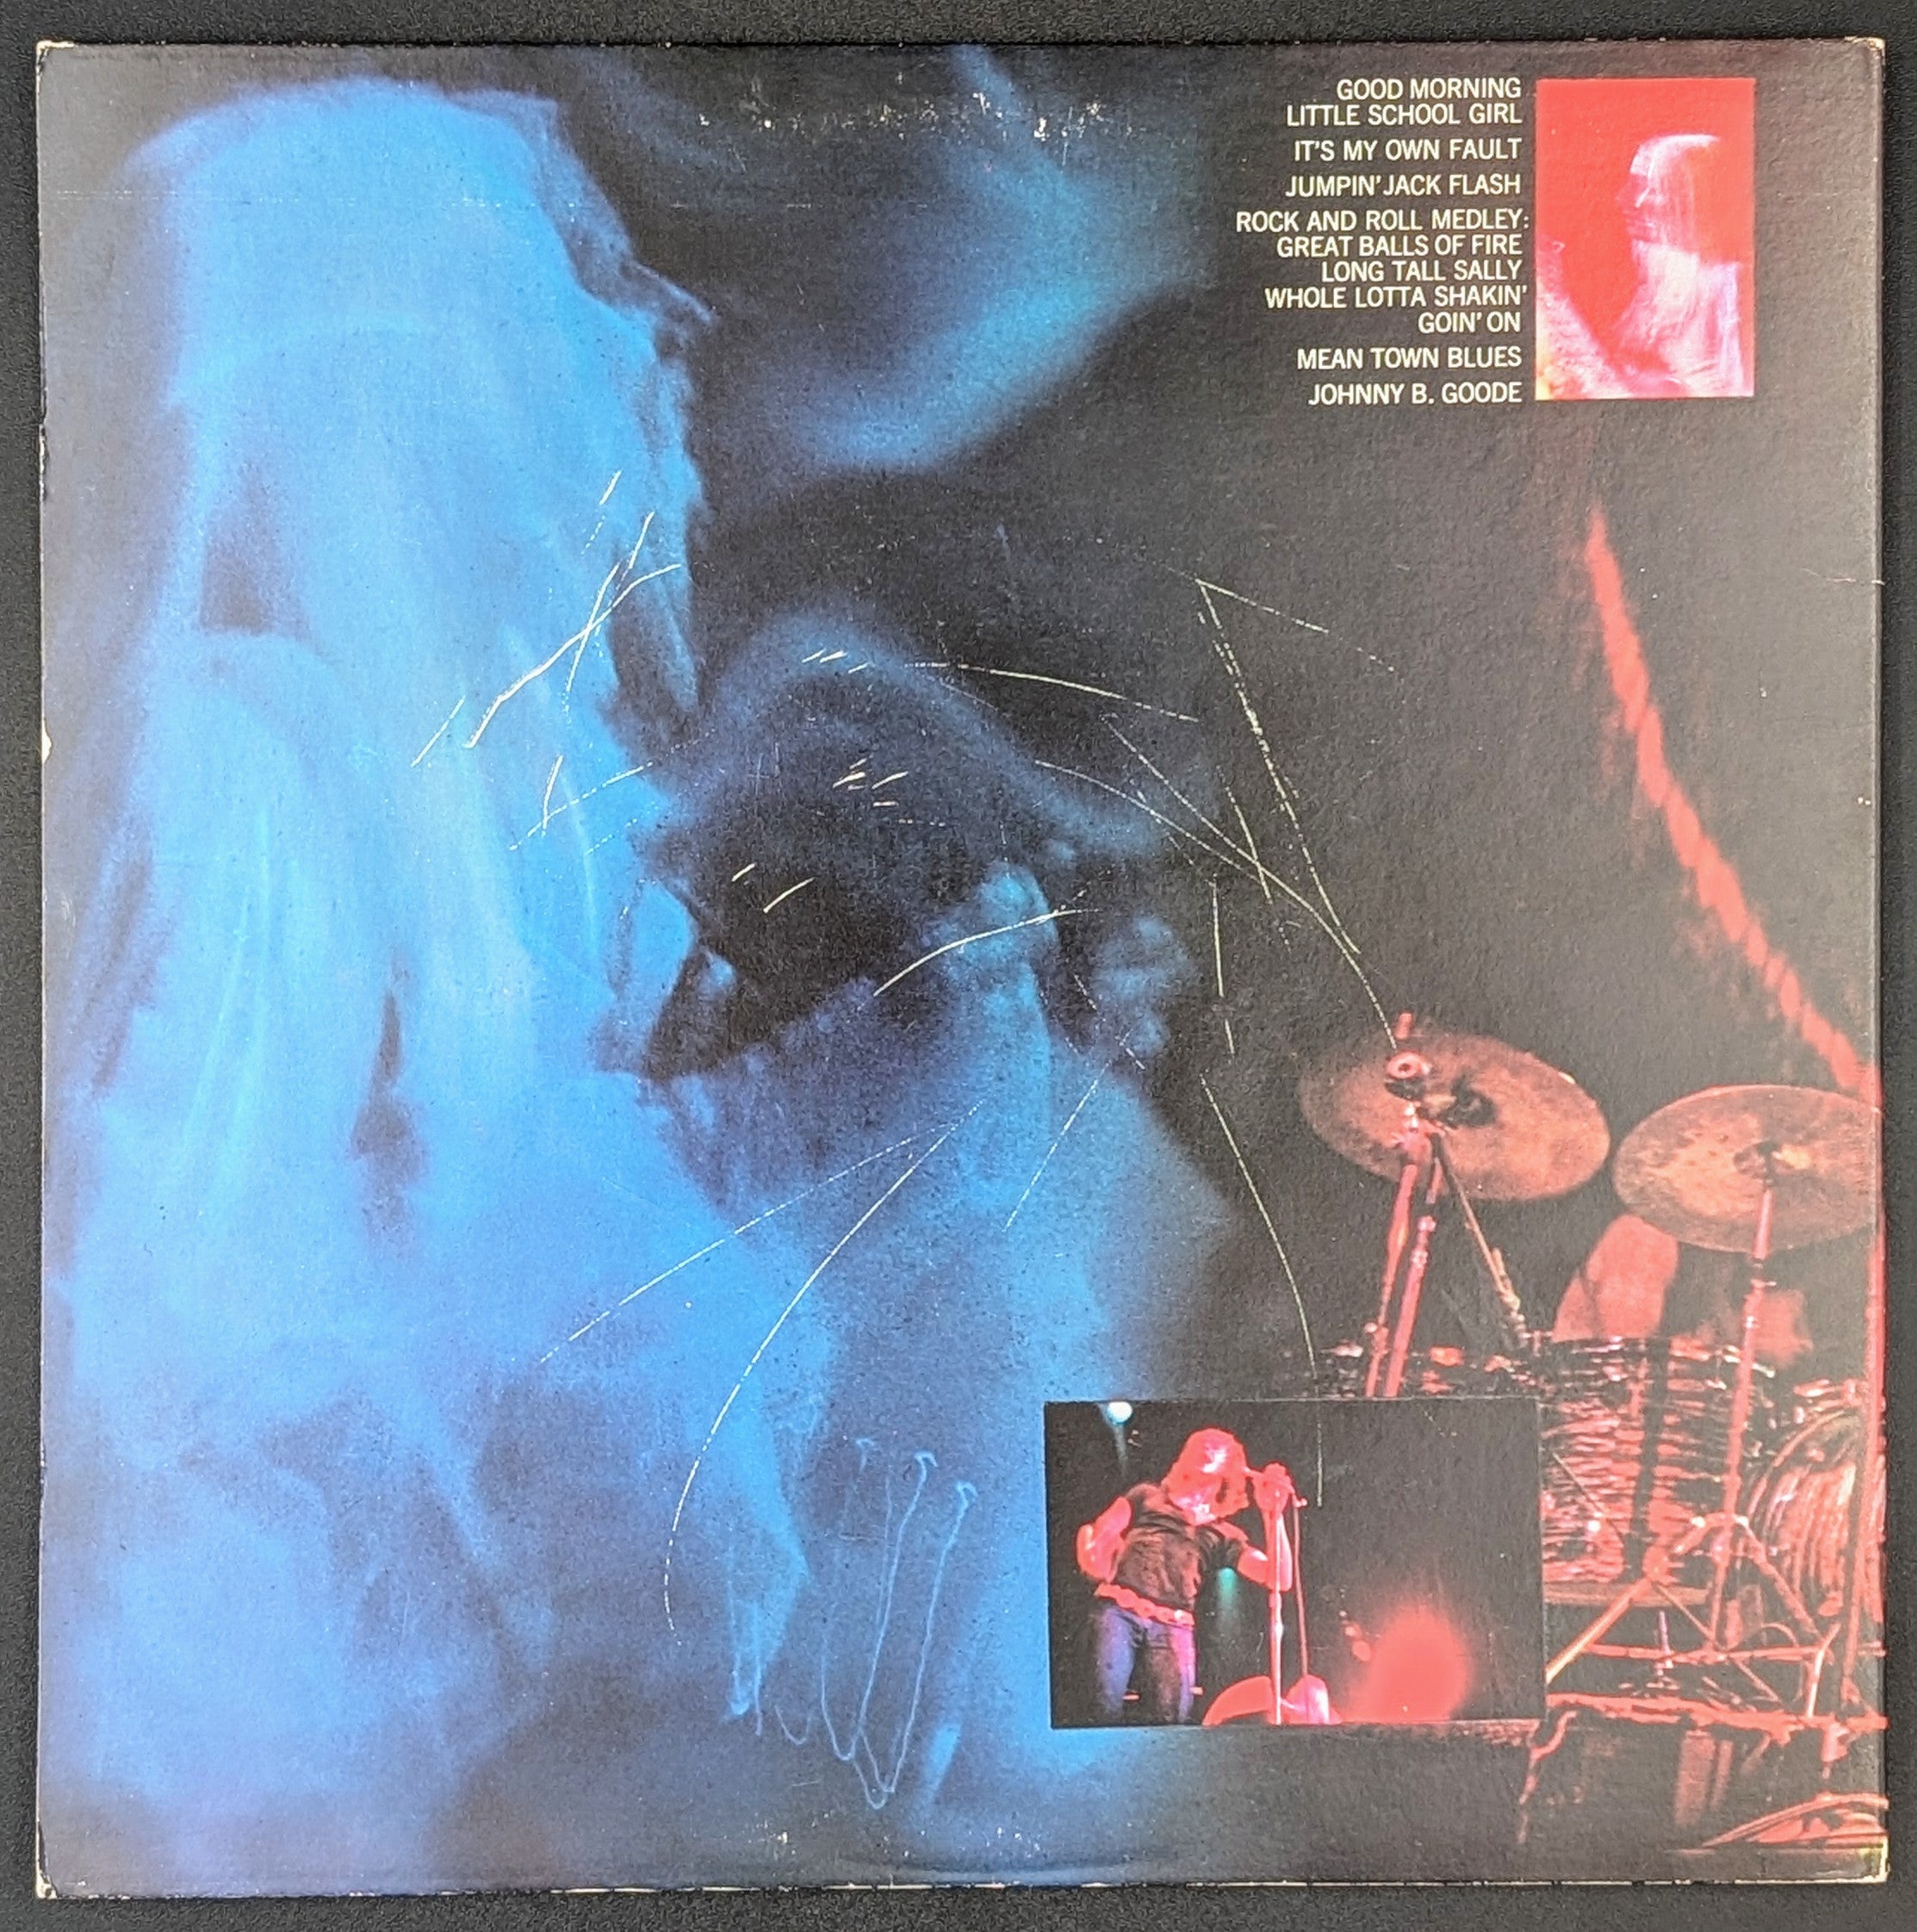 GOOD MORNING
LITTLE SCHOOL GIRL
IT'S MY OWN FAULT
JUMPIN' JACK FLASH
ROCK AND ROLL MEDLEY:
GREAT BALLS OF FIRE
LONG TALL SALLY
WHOLE LOTTA SHAKIN'
GOIN' ON
MEAN TOWN BLUES
JOHNNY B. GOODE